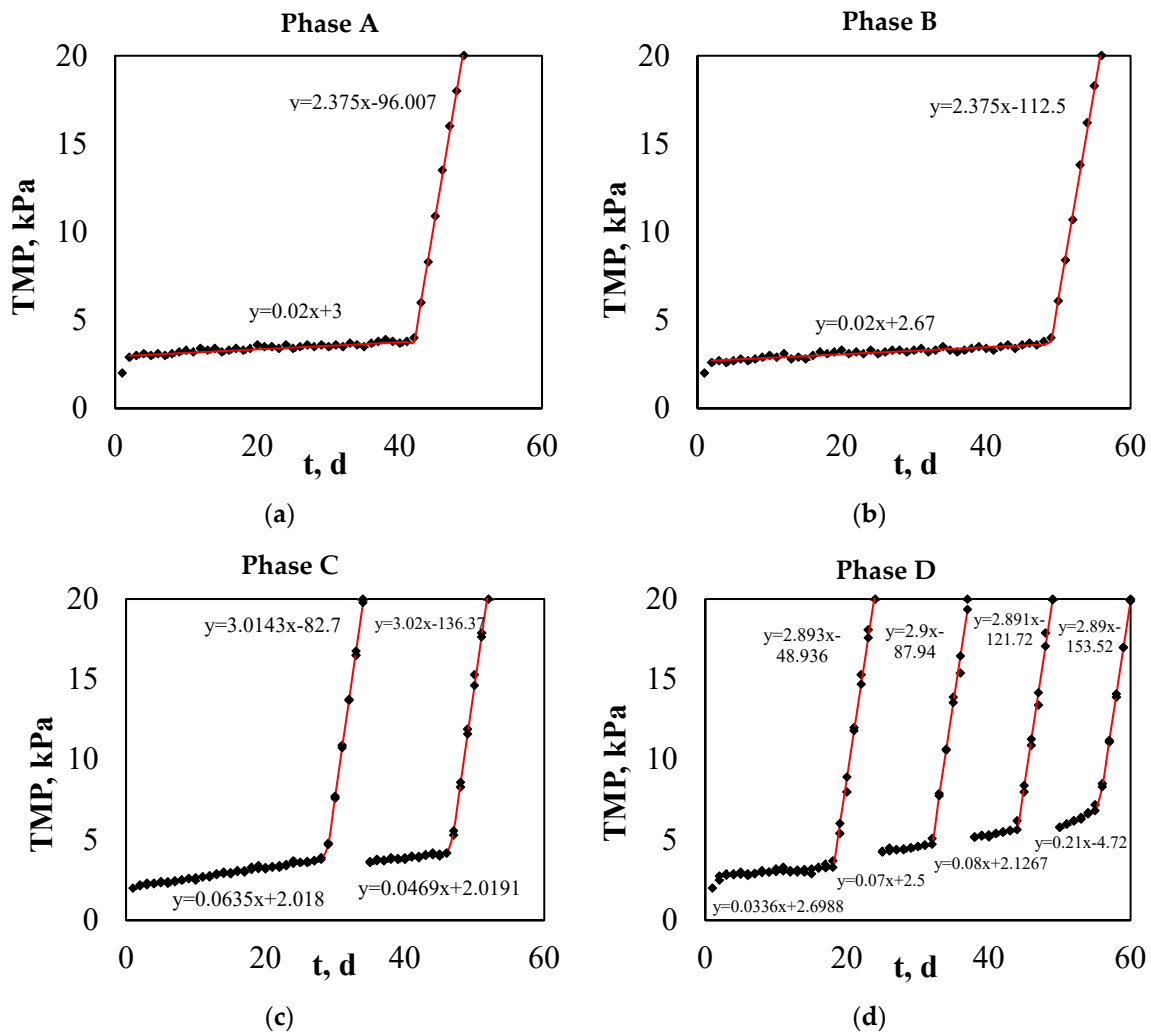 Phase A
20
15
10
5
0
TMP, kPa
y=2.375x-96.007
y=0.02x+3
0
20
40
60
t, d
(a)
Phase B
20
15
10
5
0
TMP, kPa
y=2.375x-112.5
y=0.02x+2.67
0
20
40
60
t, d
(b)
Phase C
20
15
10
5
0
TMP, kPa
y=3.0143x-82.7
y=3.02x-136.37
y=0.0635x+2.018
y=0.0469x+2.0191
0
20
40
60
t, d
(c)
Phase D
20
15
10
5
0
TMP, kPa
y=2.893x-
48.936
y=2.9x-
87.94
y=2.891x-
121.72
y=2.89x-
153.52
y=0.0336x+2.6988
y=0.07x+2.5
y=0.08x+2.1267
y=0.21x-4.72
0
20
40
60
t, d
(d)